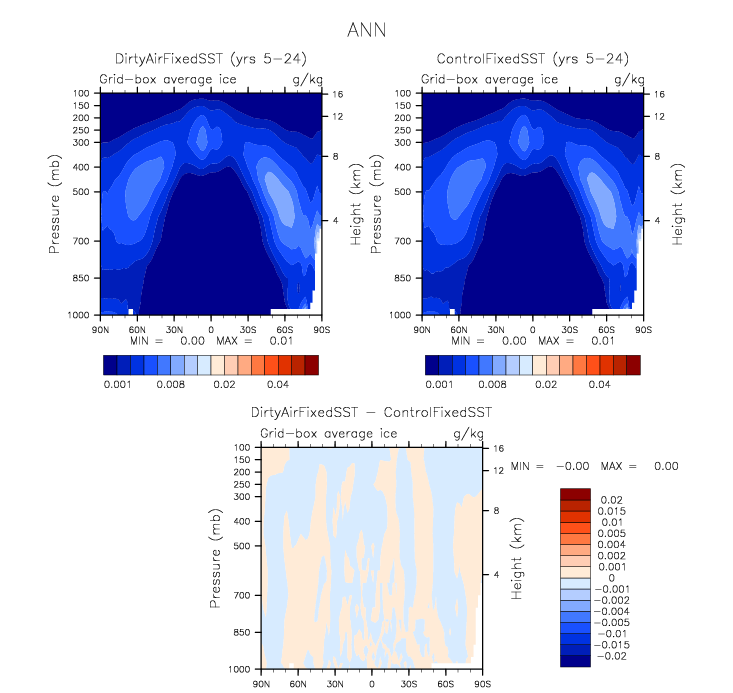 ANN
DirtyAirFixedSST (yrs 5-24)
Grid-box average ice g/kg
100
150
200
250
300
400
500
700
850
1000
Pressure (mb)
16
12
8
4
Height (km)
90N 60N 30N 0 30S 60S 90S
MIN = 0.00 MAX = 0.01
0.001 0.008 0.02 0.04
ControlFixedSST (yrs 5-24)
Grid-box average ice g/kg
100
150
200
250
300
400
500
700
850
1000
Pressure (mb)
16
12
8
4
Height (km)
90N 60N 30N 0 30S 60S 90S
MIN = 0.00 MAX = 0.01
0.001 0.008 0.02 0.04
DirtyAirFixedSST - ControlFixedSST
Grid-box average ice g/kg
100
150
200
250
300
400
500
700
850
1000
Pressure (mb)
16
12
8
4
Height (km)
90N 60N 30N 0 30S 60S 90S
MIN = -0.00 MAX = 0.00
0.02
0.015
0.01
0.005
0.004
0.002
0.001
0
-0.001
-0.002
-0.004
-0.005
-0.01
-0.015
-0.02